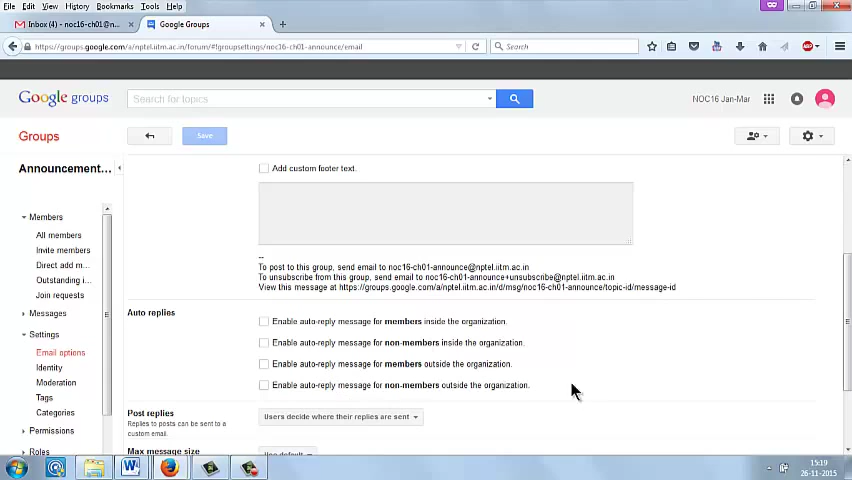 File Edit View History Bookmarks Tools Help
Inbox (4) - noc16-ch01@n... × Google Groups × +
https://groups.google.com/a/nptel.iitm.ac.in/forum/#!groupsettings/noc16-ch01-announce/email Search
Google groups Search for topics NOC16 Jan-Mar
Groups Save
Announcement... Add custom footer text.
Members
All members
Invite members
Direct add m...
Outstanding i...
Join requests
--
To post to this group, send email to noc16-ch01-announce@nptel.iitm.ac.in
To unsubscribe from this group, send email to noc16-ch01-announce+unsubscribe@nptel.iitm.ac.in
View this message at https://groups.google.com/a/nptel.iitm.ac.in/d/msg/noc16-ch01-announce/topic-id/message-id
Messages
Settings
Email options
Identity
Moderation
Tags
Categories
Permissions
Roles
Auto replies
Enable auto-reply message for members inside the organization.
Enable auto-reply message for non-members inside the organization.
Enable auto-reply message for members outside the organization.
Enable auto-reply message for non-members outside the organization.
Post replies Users decide where their replies are sent
Replies to posts can be sent to a
custom email.
Max message size Use default
15:19
26-11-2015